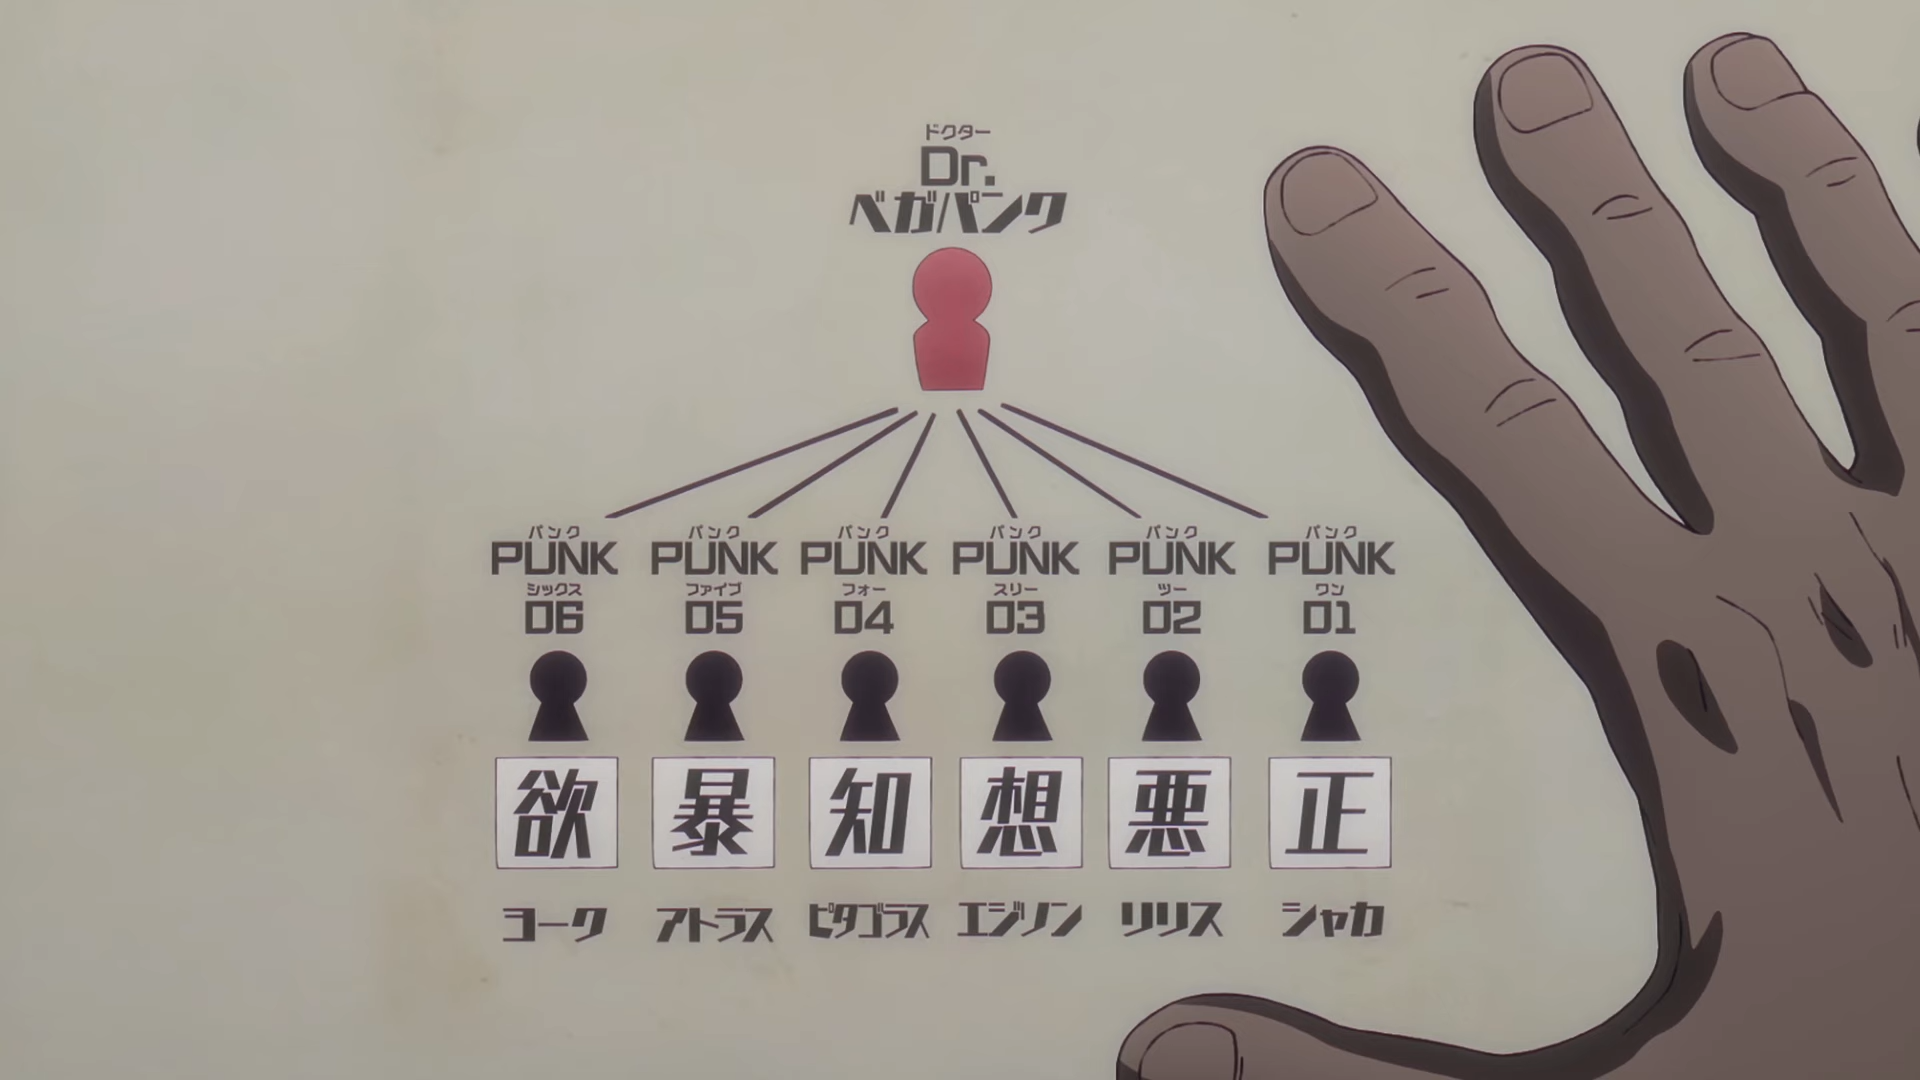 ドクター
Dr.
ベガパンク
パンク パンク パンク パンク パンク パンク
PUNK PUNK PUNK PUNK PUNK PUNK
シックス ファイブ フォー スリー ツー ワン
06 05 04 03 02 01
欲 暴 知 想 悪 正
ヨーク アトラス ピタゴラス エジソン リリス シャカ